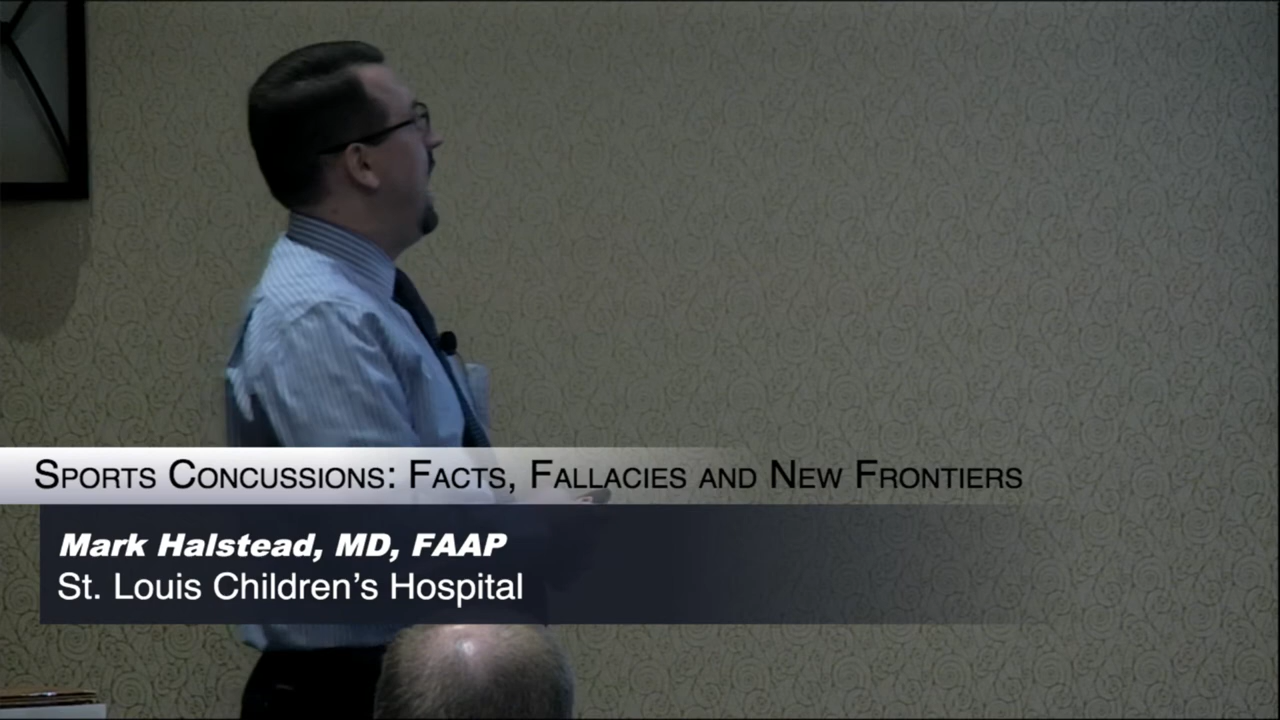 Sports Concussions: Facts, Fallacies and New Frontiers
Mark Halstead, MD, FAAP
St. Louis Children's Hospital